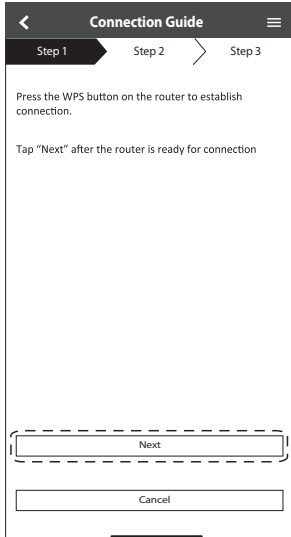 Connection Guide
Step 1
Step 2
Step 3
Press the WPS button on the router to establish
connection.
Tap “Next” after the router is ready for connection
Next
Cancel